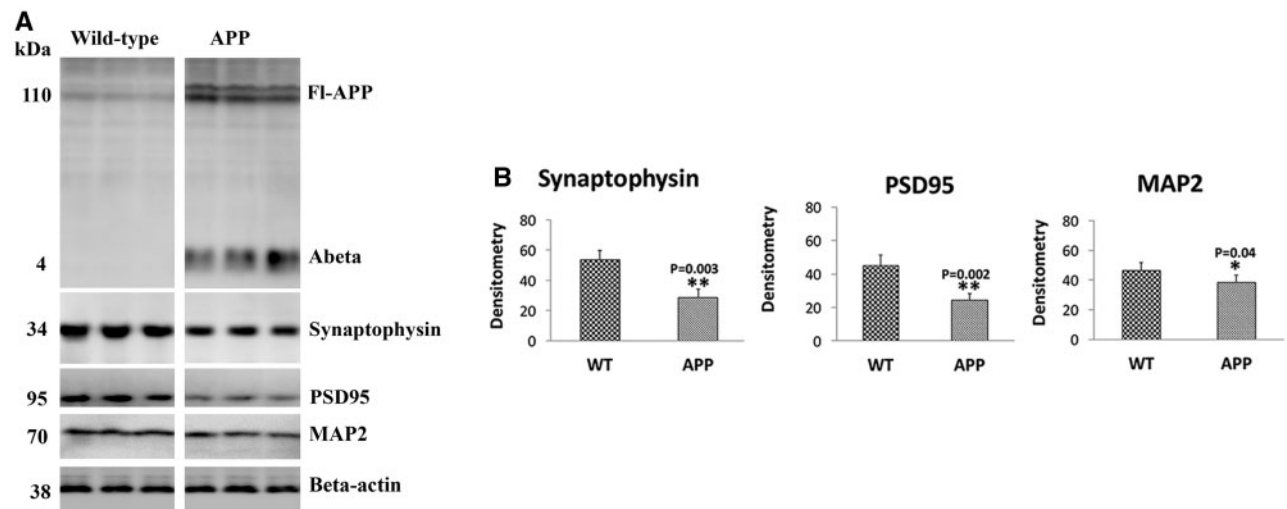 A
kDa
Wild-type APP
110 Fl-APP
4 Abeta
34 Synaptophysin
95 PSD95
70 MAP2
38 Beta-actin
B
Synaptophysin
Densitometry
80
60
40
20
0
P=0.003
**
WT APP
PSD95
Densitometry
80
60
40
20
0
P=0.002
**
WT APP
MAP2
Densitometry
80
60
40
20
0
P=0.04
*
WT APP